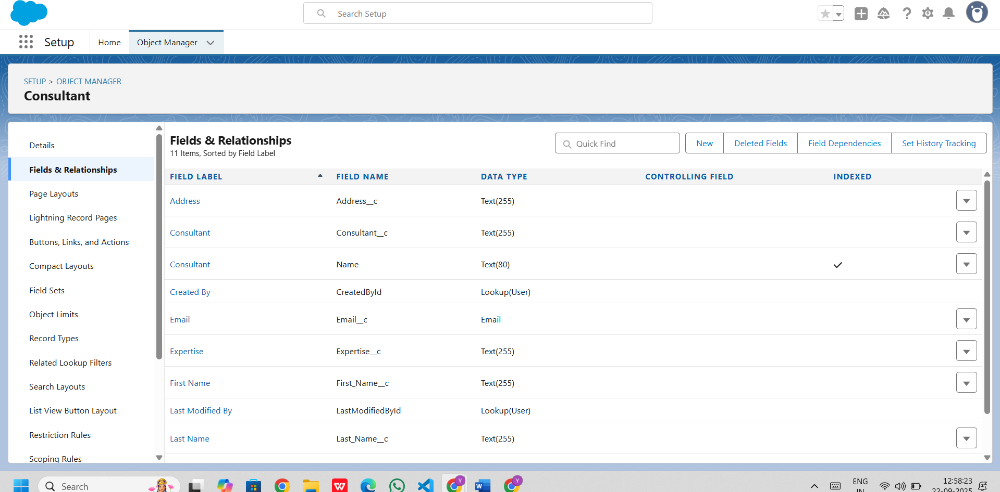 Search Setup
Setup
Home
Object Manager
SETUP > OBJECT MANAGER
Consultant
Details
Fields & Relationships
Page Layouts
Lightning Record Pages
Buttons, Links, and Actions
Compact Layouts
Field Sets
Object Limits
Record Types
Related Lookup Filters
Search Layouts
List View Button Layout
Restriction Rules
Scoping Rules
Fields & Relationships
11 Items, Sorted by Field Label
Quick Find
New
Deleted Fields
Field Dependencies
Set History Tracking
FIELD LABEL FIELD NAME DATA TYPE CONTROLLING FIELD INDEXED
Address Address__c Text(255)
Consultant Consultant__c Text(255)
Consultant Name Text(80)
Created By CreatedById Lookup(User)
Email Email__c Email
Expertise Expertise__c Text(255)
First Name First_Name__c Text(255)
Last Modified By LastModifiedById Lookup(User)
Last Name Last_Name__c Text(255)
Search
W
Y
W
Y
ENG
IN
12:58:23
22-09-2025